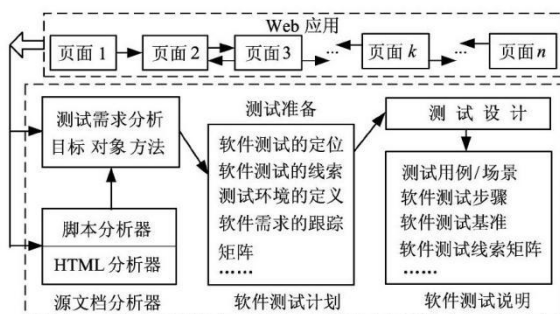 Web 应用
页面 1
页面 2
页面 3
...
页面 k
...
页面 n
测试需求分析
目标 对象 方法
脚本分析器
HTML 分析器
源文档分析器
测试准备
软件测试的定位
软件测试的线索
测试环境的定义
软件需求的跟踪
矩阵
……
软件测试计划
测 试 设 计
测试用例/场景
软件测试步骤
软件测试基准
软件测试线索矩阵
……
软件测试说明